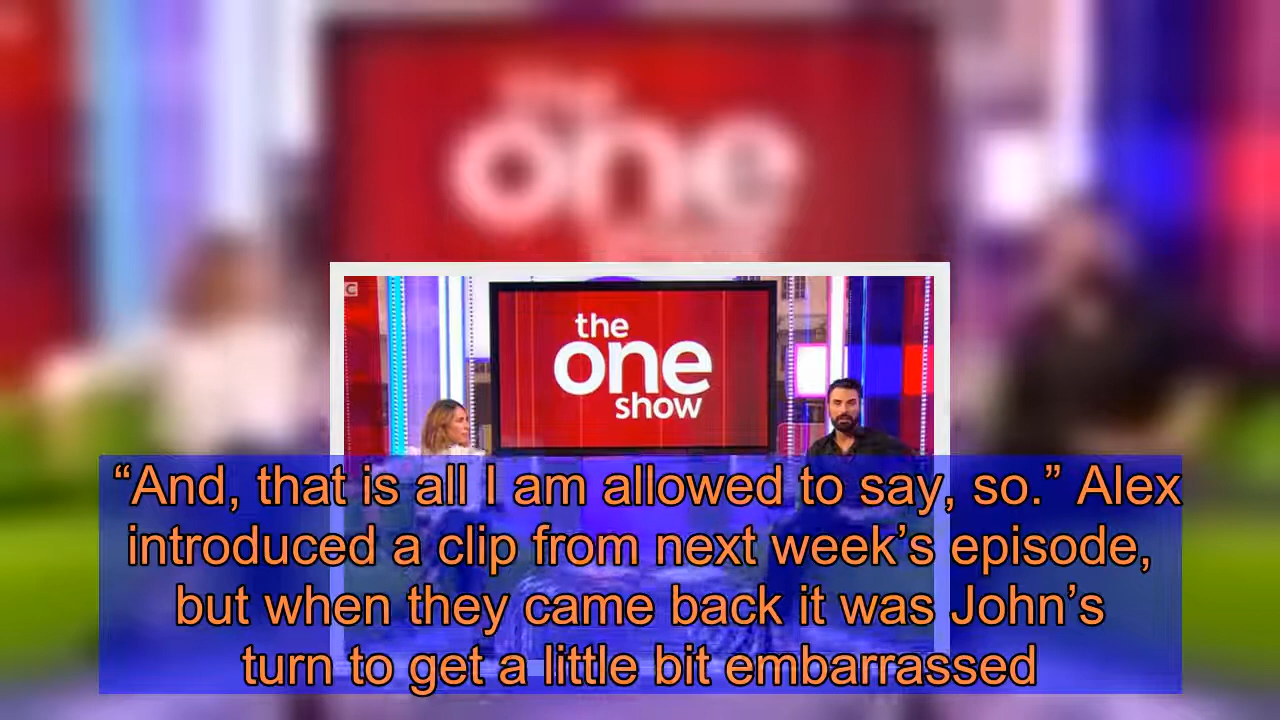 the
one
show
“And, that is all I am allowed to say, so.” Alex
introduced a clip from next week’s episode,
but when they came back it was John’s
turn to get a little bit embarrassed